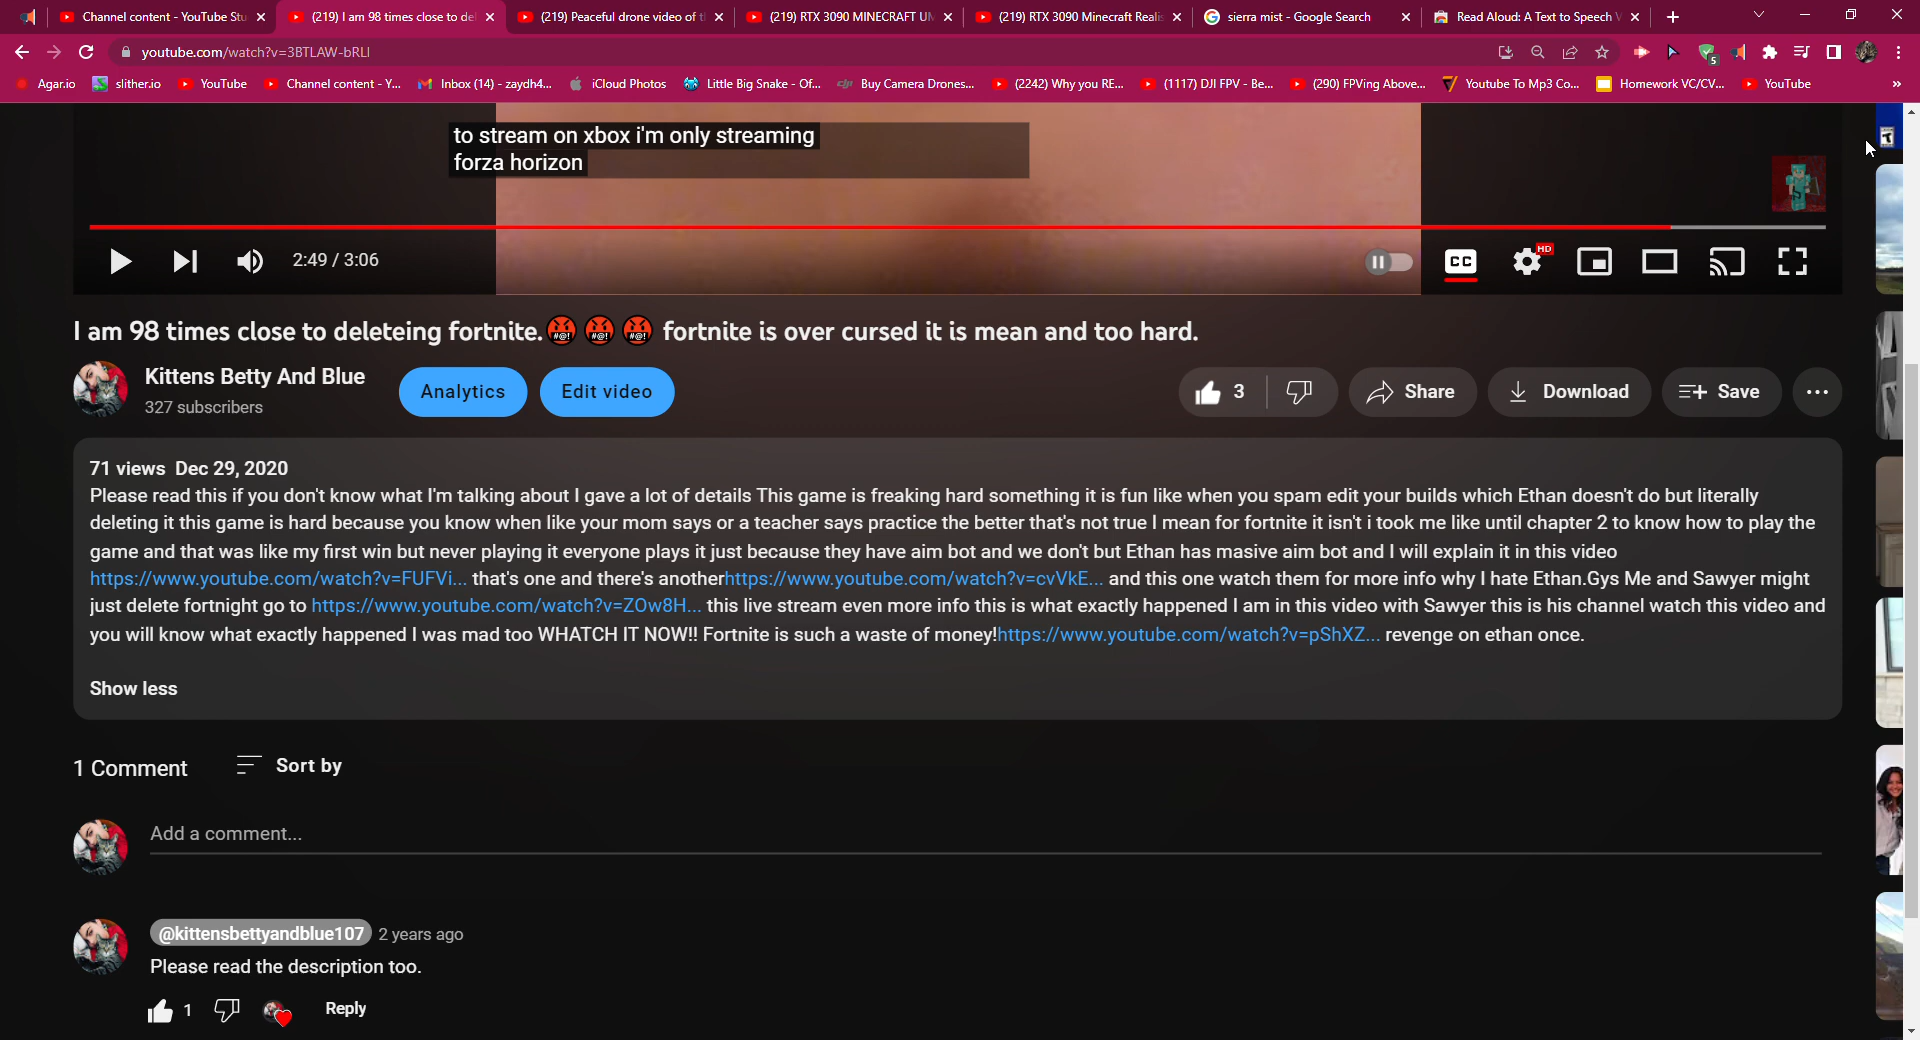 Channel content - YouTube Stu
(219) I am 98 times close to del
(219) Peaceful drone video of t
(219) RTX 3090 MINECRAFT UN
(219) RTX 3090 Minecraft Realis
sierra mist - Google Search
Read Aloud: A Text to Speech V
youtube.com/watch?v=3BTLAW-bRLI
5
Agar.io
slither.io
YouTube
Channel content - Y...
Inbox (14) - zaydh4...
iCloud Photos
Little Big Snake - Of...
Buy Camera Drones...
(2242) Why you RE...
(1117) DJI FPV - Be...
(290) FPVing Above...
Youtube To Mp3 Co...
Homework VC/CV...
YouTube
to stream on xbox i'm only streaming
forza horizon
T
2:49 / 3:06
CC
HD
I am 98 times close to deleteing fortnite.🤬 🤬 🤬 fortnite is over cursed it is mean and too hard.
Kittens Betty And Blue
327 subscribers
Analytics
Edit video
3
Share
Download
Save
71 views  Dec 29, 2020
Please read this if you don't know what I'm talking about I gave a lot of details This game is freaking hard something it is fun like when you spam edit your builds which Ethan doesn't do but literally
deleting it this game is hard because you know when like your mom says or a teacher says practice the better that's not true I mean for fortnite it isn't i took me like until chapter 2 to know how to play the
game and that was like my first win but never playing it everyone plays it just because they have aim bot and we don't but Ethan has masive aim bot and I will explain it in this video
https://www.youtube.com/watch?v=FUFVi... that's one and there's anotherhttps://www.youtube.com/watch?v=cvVkE... and this one watch them for more info why I hate Ethan.Gys Me and Sawyer might
just delete fortnight go to https://www.youtube.com/watch?v=ZOw8H... this live stream even more info this is what exactly happened I am in this video with Sawyer this is his channel watch this video and
you will know what exactly happened I was mad too WHATCH IT NOW!! Fortnite is such a waste of money!https://www.youtube.com/watch?v=pShXZ... revenge on ethan once.
Show less
1 Comment
Sort by
Add a comment...
@kittensbettyandblue107 2 years ago
Please read the description too.
1
Reply